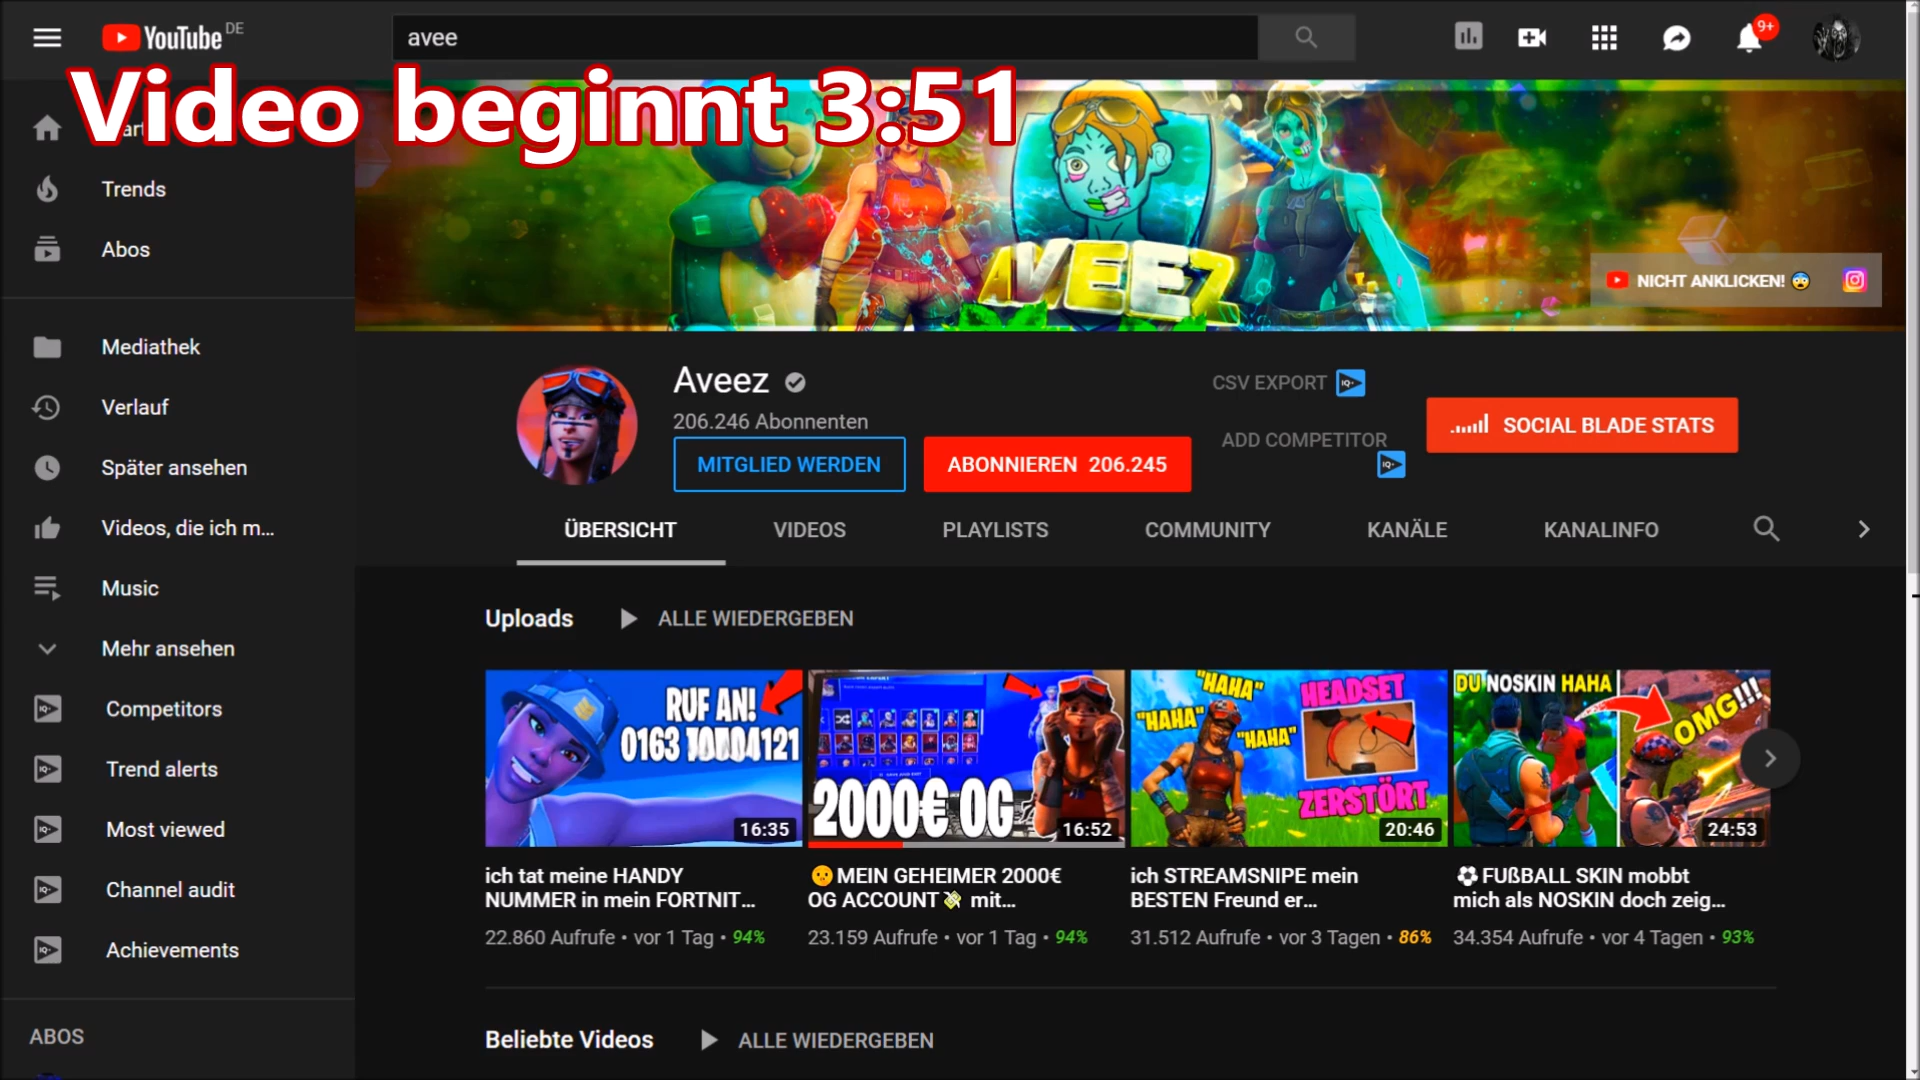 YouTube DE
avee
9+
Video beginnt 3:51
Trends
Abos
AVEEZ
NICHT ANKLICKEN! 😨
Mediathek
Verlauf
Später ansehen
Videos, die ich m...
Music
Mehr ansehen
Competitors
Trend alerts
Most viewed
Channel audit
Achievements
ABOS
Aveez
206.246 Abonnenten
MITGLIED WERDEN
ABONNIEREN 206.245
CSV EXPORT IQ
ADD COMPETITOR
IQ
SOCIAL BLADE STATS
ÜBERSICHT VIDEOS PLAYLISTS COMMUNITY KANÄLE KANALINFO
Uploads ALLE WIEDERGEBEN
RUF AN!
0163
16:35
ich tat meine HANDY
NUMMER in mein FORTNIT...
22.860 Aufrufe • vor 1 Tag • 94%
2000€ OG
16:52
🤫 MEIN GEHEIMER 2000€
OG ACCOUNT 💸 mit...
23.159 Aufrufe • vor 1 Tag • 94%
"HAHA"
"HAHA"
"HAHA"
HEADSET
ZERSTÖRT
20:46
ich STREAMSNIPE mein
BESTEN Freund er...
31.512 Aufrufe • vor 3 Tagen • 86%
DU NOSKIN HAHA
OMG!!!
24:53
⚽ FUßBALL SKIN mobbt
mich als NOSKIN doch zeig...
34.354 Aufrufe • vor 4 Tagen • 93%
Beliebte Videos ALLE WIEDERGEBEN